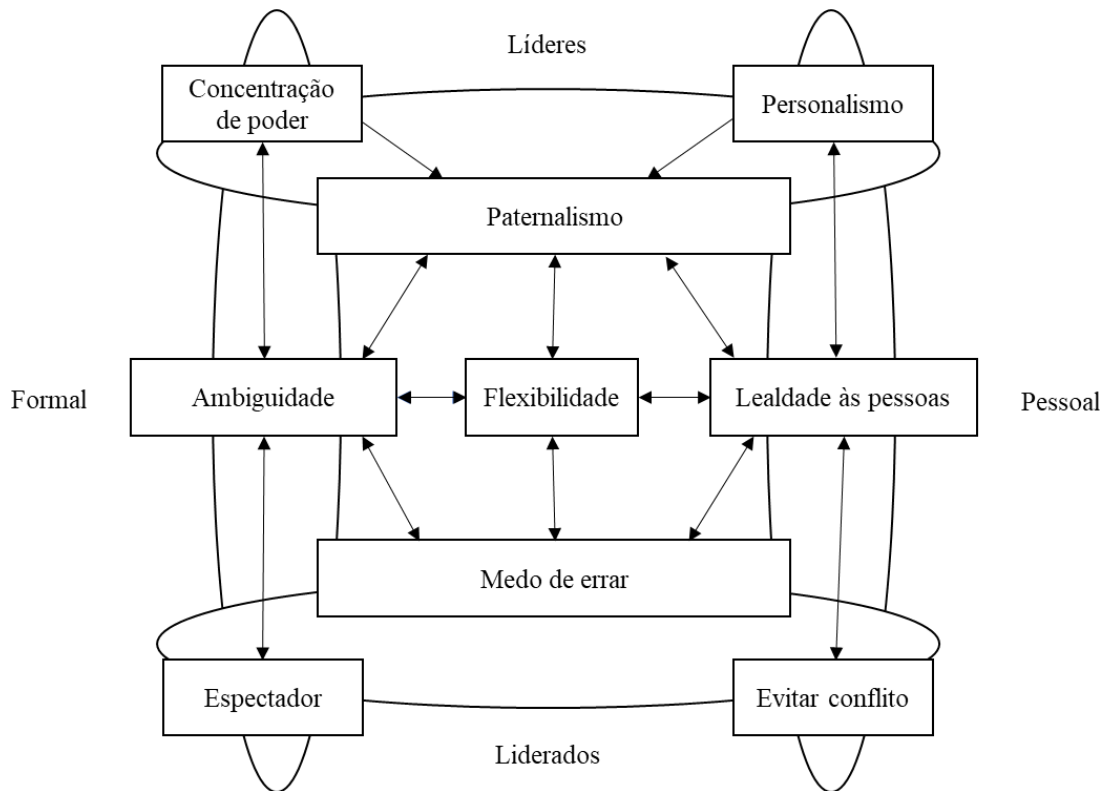 Líderes
Concentração
de poder
Personalismo
Paternalismo
Formal
Ambiguidade
Flexibilidade
Lealdade às pessoas
Pessoal
Medo de errar
Espectador
Evitar conflito
Liderados